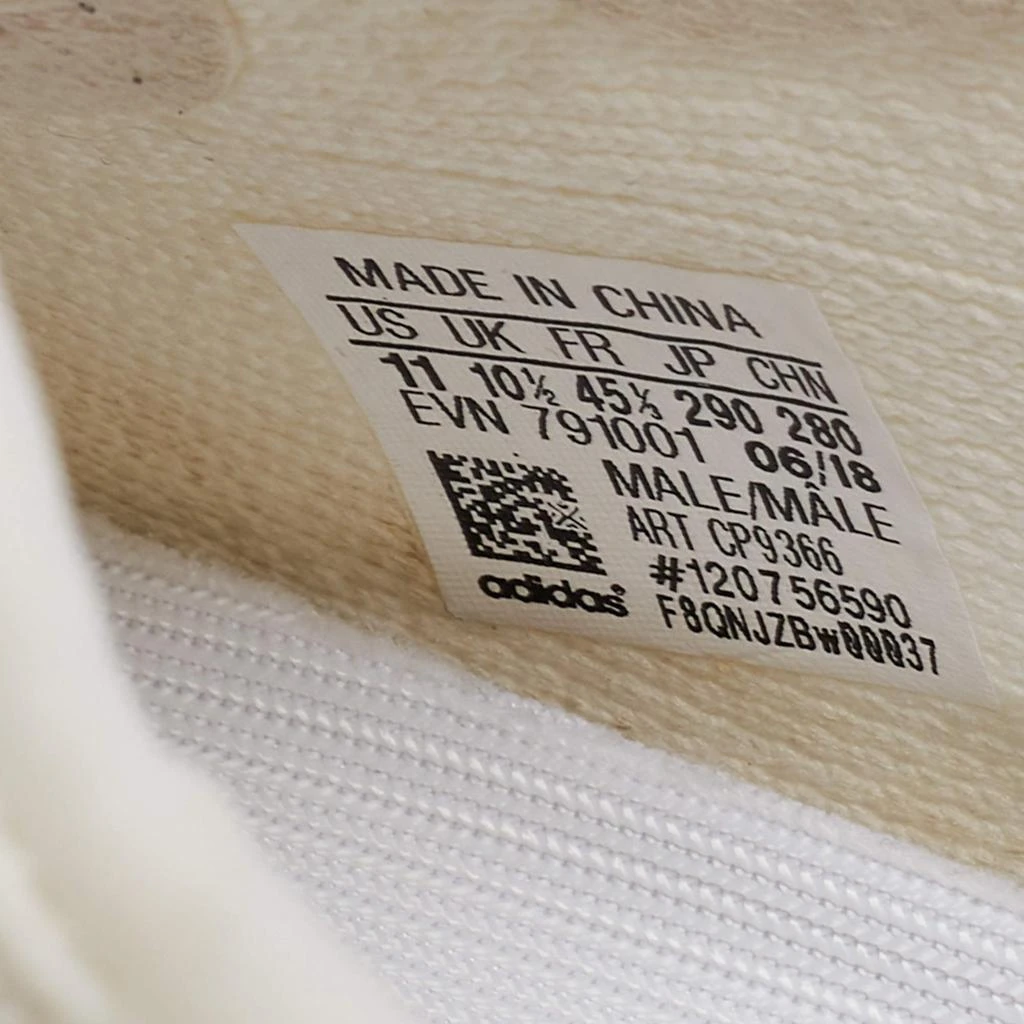 MADE IN CHINA
US UK FR JP CHN
11 10½ 45⅓ 290 280
EVN 791001 06/18
MALE/MÂLE
ART CP9366
#120756590
adidas® F8QNJZBW00037